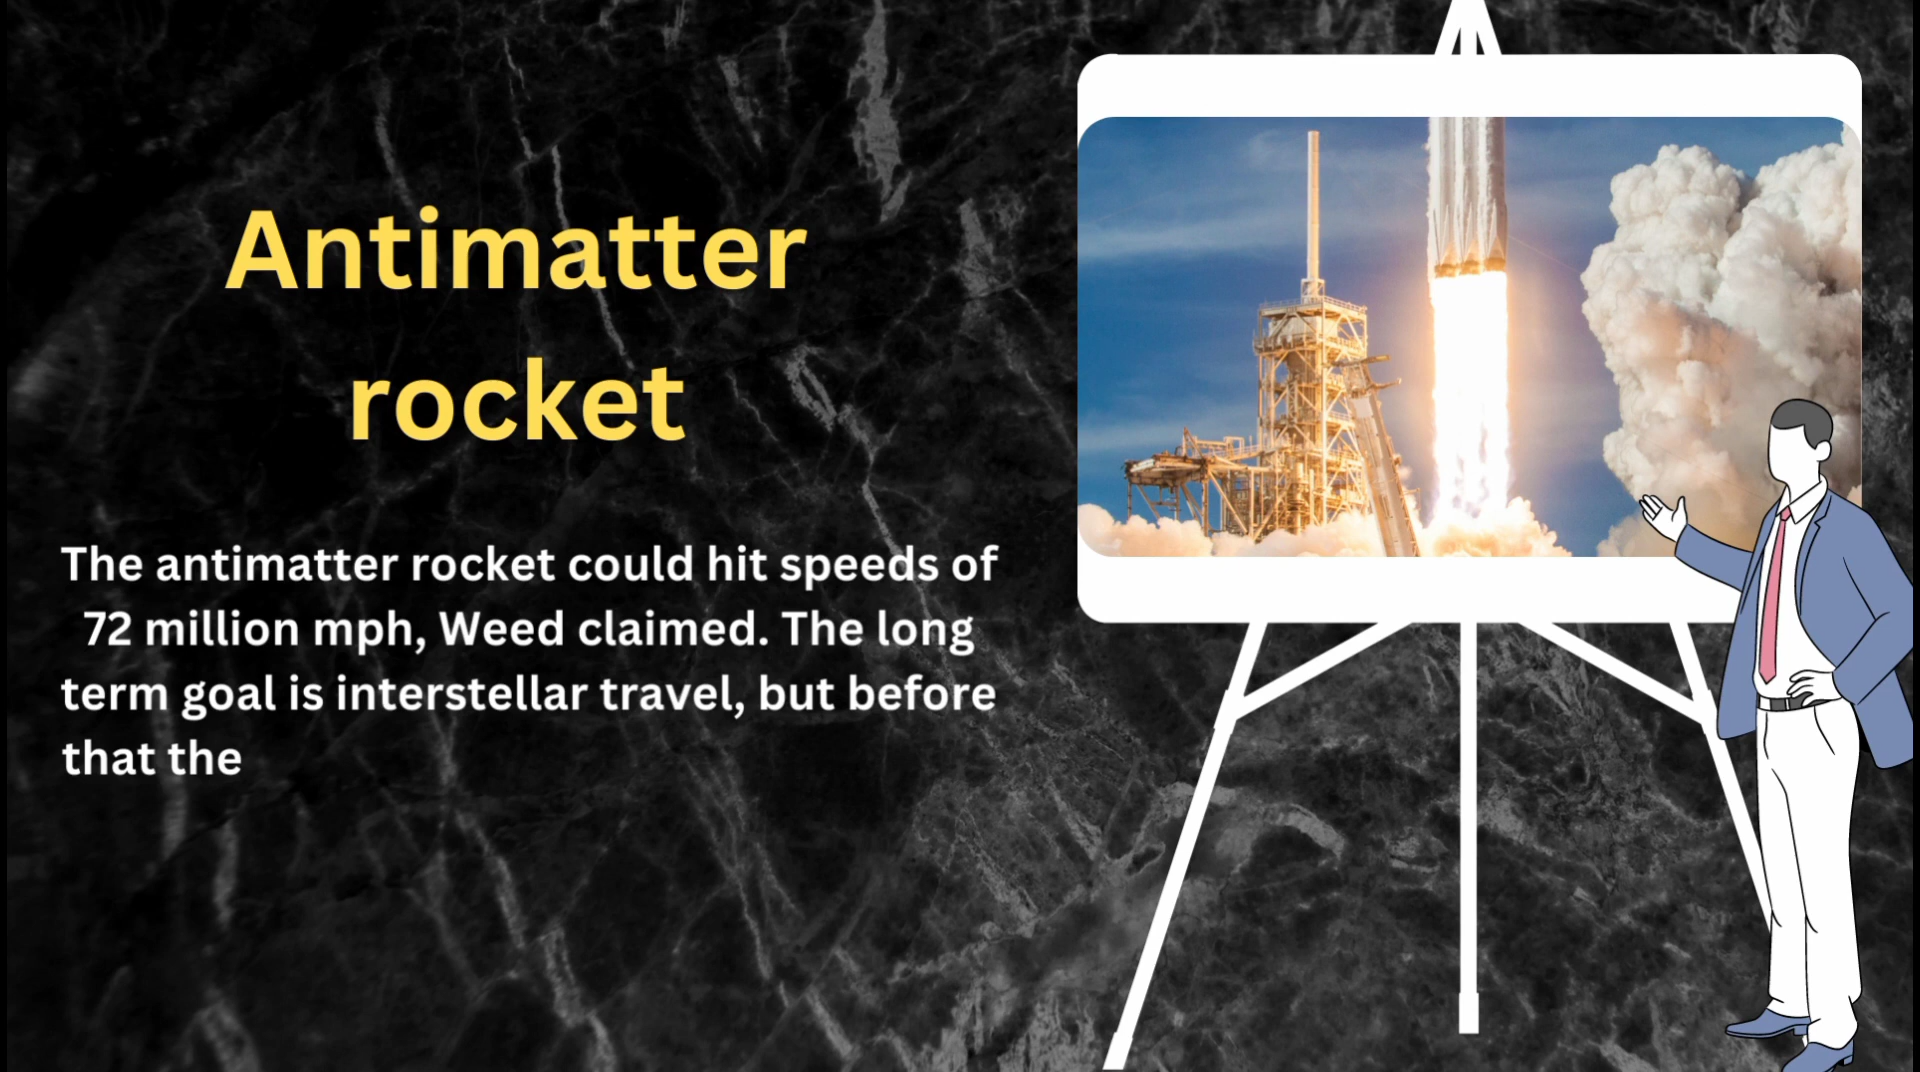 Antimatter
rocket
The antimatter rocket could hit speeds of
72 million mph, Weed claimed. The long
term goal is interstellar travel, but before
that the